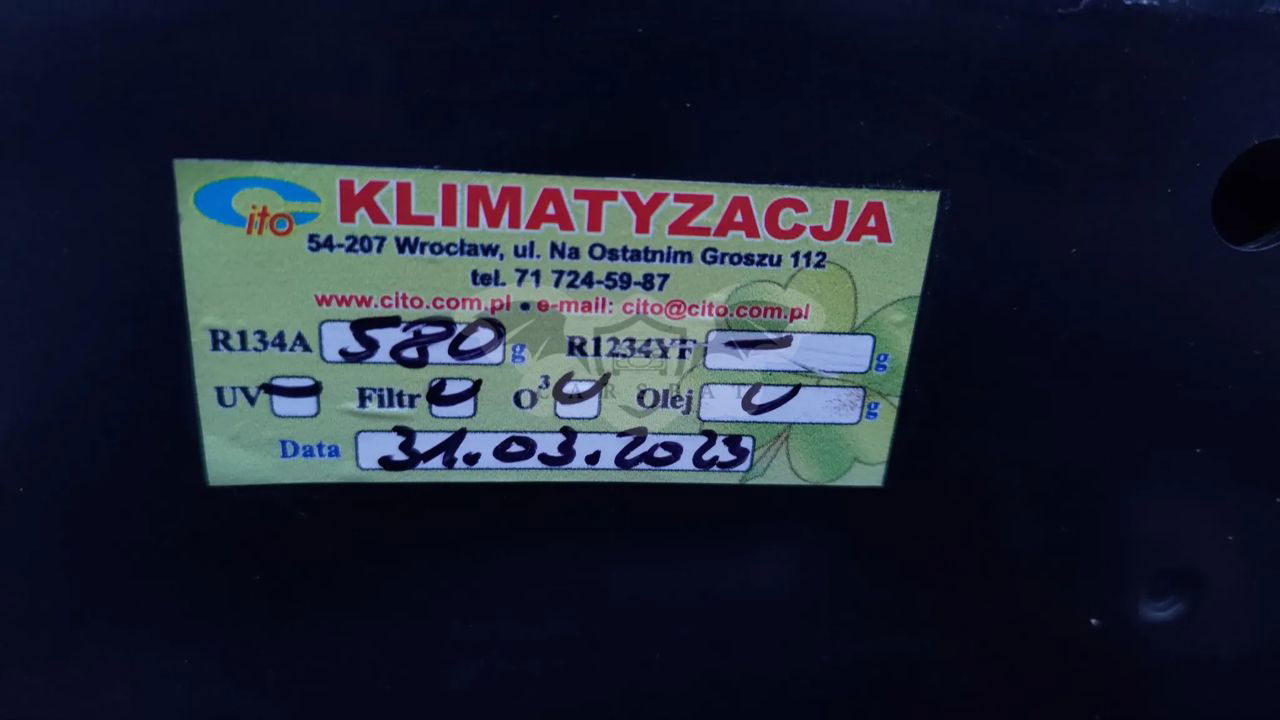 Cito KLIMATYZACJA
54-207 Wrocław, ul. Na Ostatnim Groszu 112
tel. 71 724-59-87
www.cito.com.pl • e-mail: cito@cito.com.pl
R134A 580 g R1234YF — g
UV — Filtr O³ Olej g
Data 31.03.2023